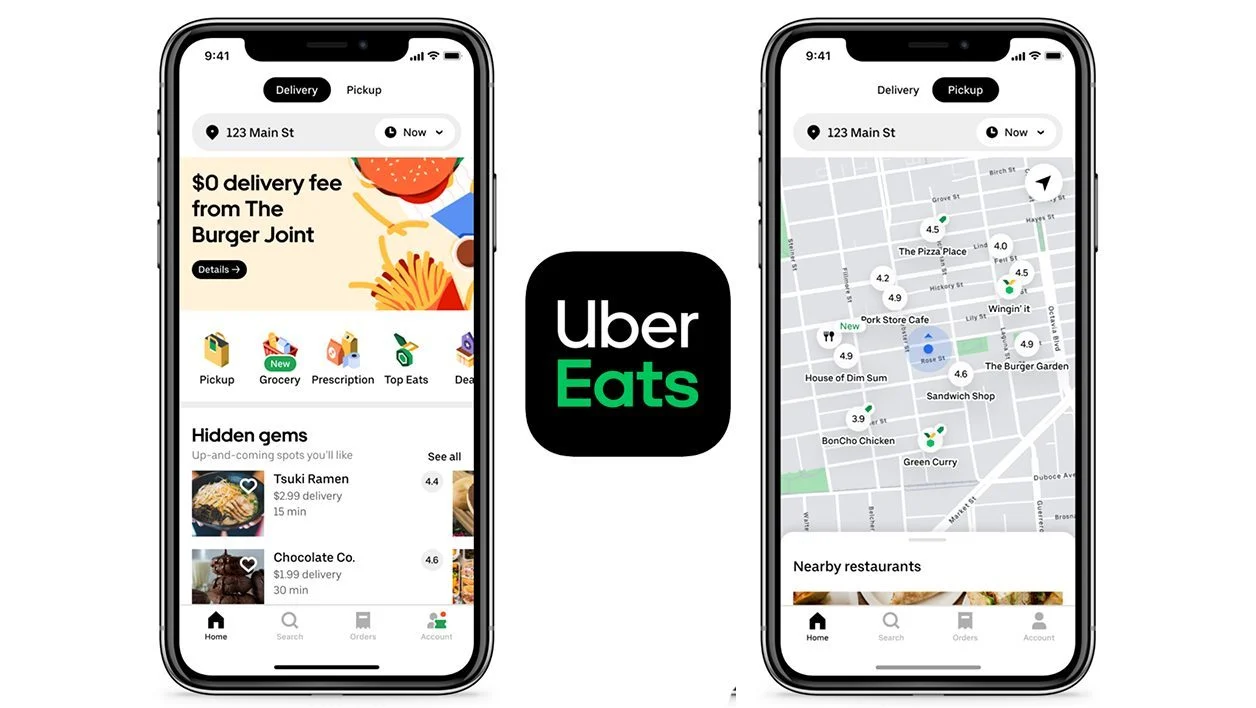 9:41
Delivery
Pickup
123 Main St
Now
$0 delivery fee
from The
Burger Joint
Details →
New
Pickup
Grocery
Prescription
Top Eats
Hidden gems
Up-and-coming spots you'll like
See all
Tsuki Ramen
$2.99 delivery
15 min
4.4
Chocolate Co.
$1.99 delivery
30 min
4.6
Home
Search
Orders
Account
Uber
Eats
9:41
Delivery
Pickup
123 Main St
Now
Birch St
Grove St
Hayes St
4.5
The Pizza Place
4.0
Fell St
4.5
Steiner St
Fillmore St
4.2
Hickory St
4.9
Wingin' it
Pork Store Cafe
Lily St
Octavia Blvd
Laguna St
New
Rose St
4.9
4.9
House of Dim Sum
The Burger Garden
4.6
Sandwich Shop
3.9
BonCho Chicken
Green Curry
Duboce Ave
Market St
Nearby restaurants
Home
Search
Orders
Account